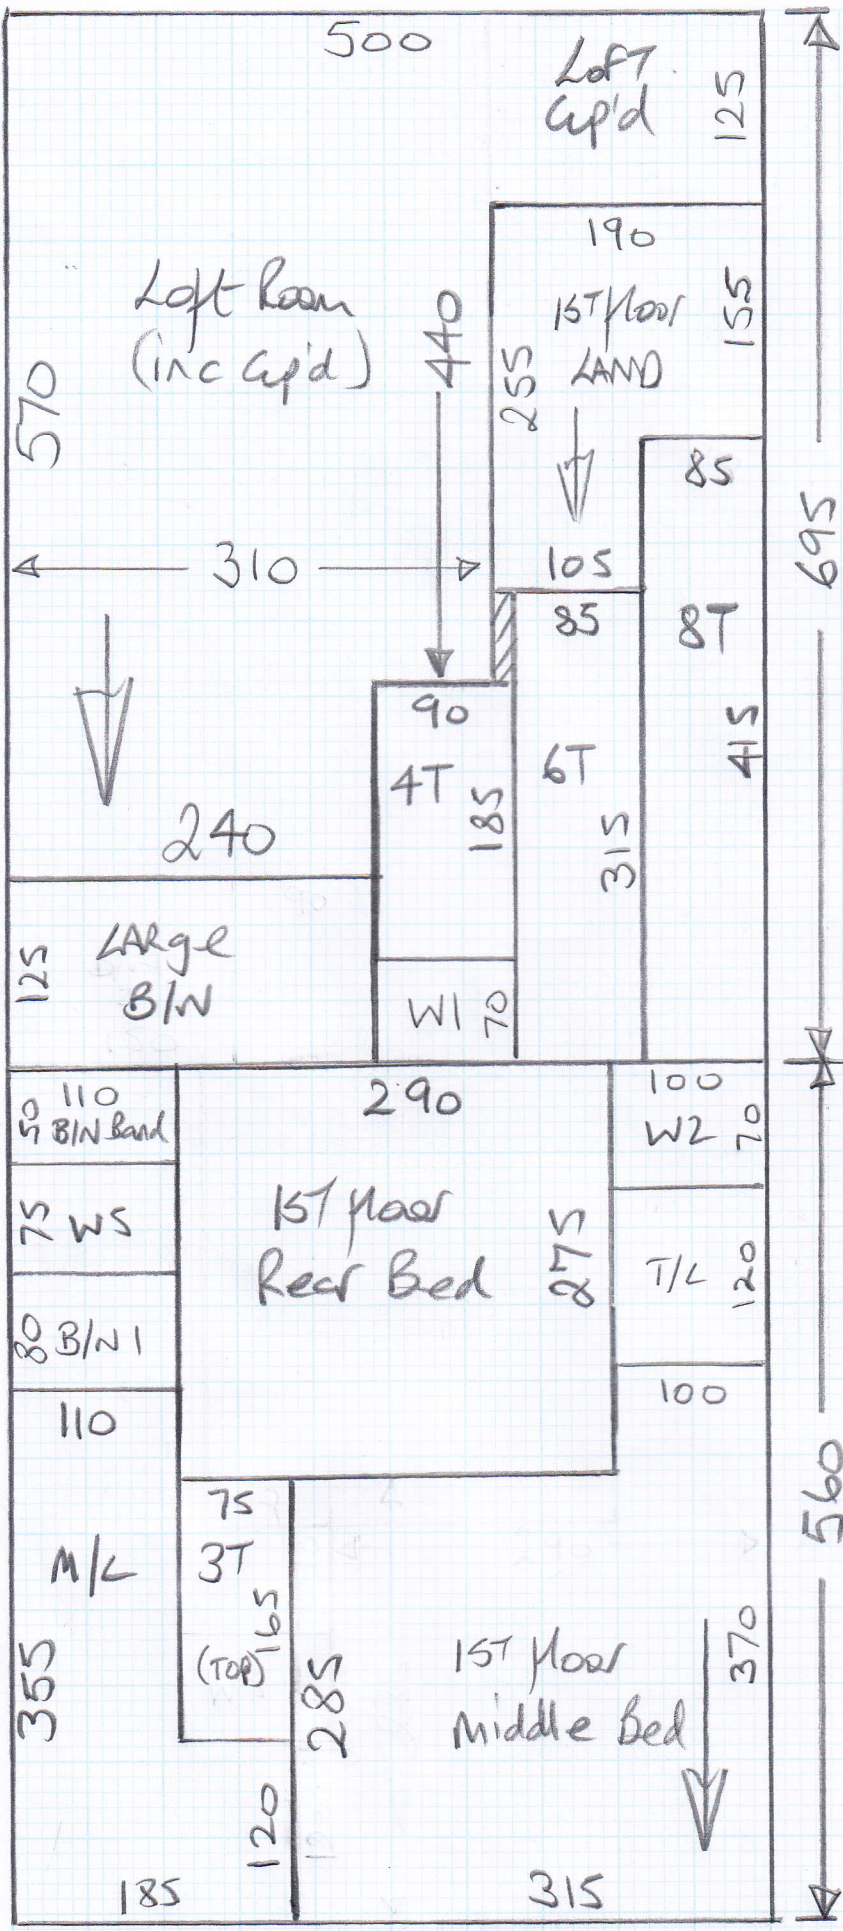 500
Loft
Cup'd
125
190
Loft Room
(inc Cup'd)
440
1ST floor
LAND
155
255
570
85
310
105
695
85
8T
90
4T
6T
415
185
240
315
LARge
B/N
125
W1
70
110
50
B/N Band
290
100
W2
70
75
W5
1ST floor
Rear Bed
275
T/L
120
80
B/N 1
110
100
75
560
M/L
3T
165
(TOP)
355
285
1ST floor
Middle Bed
370
120
185
315